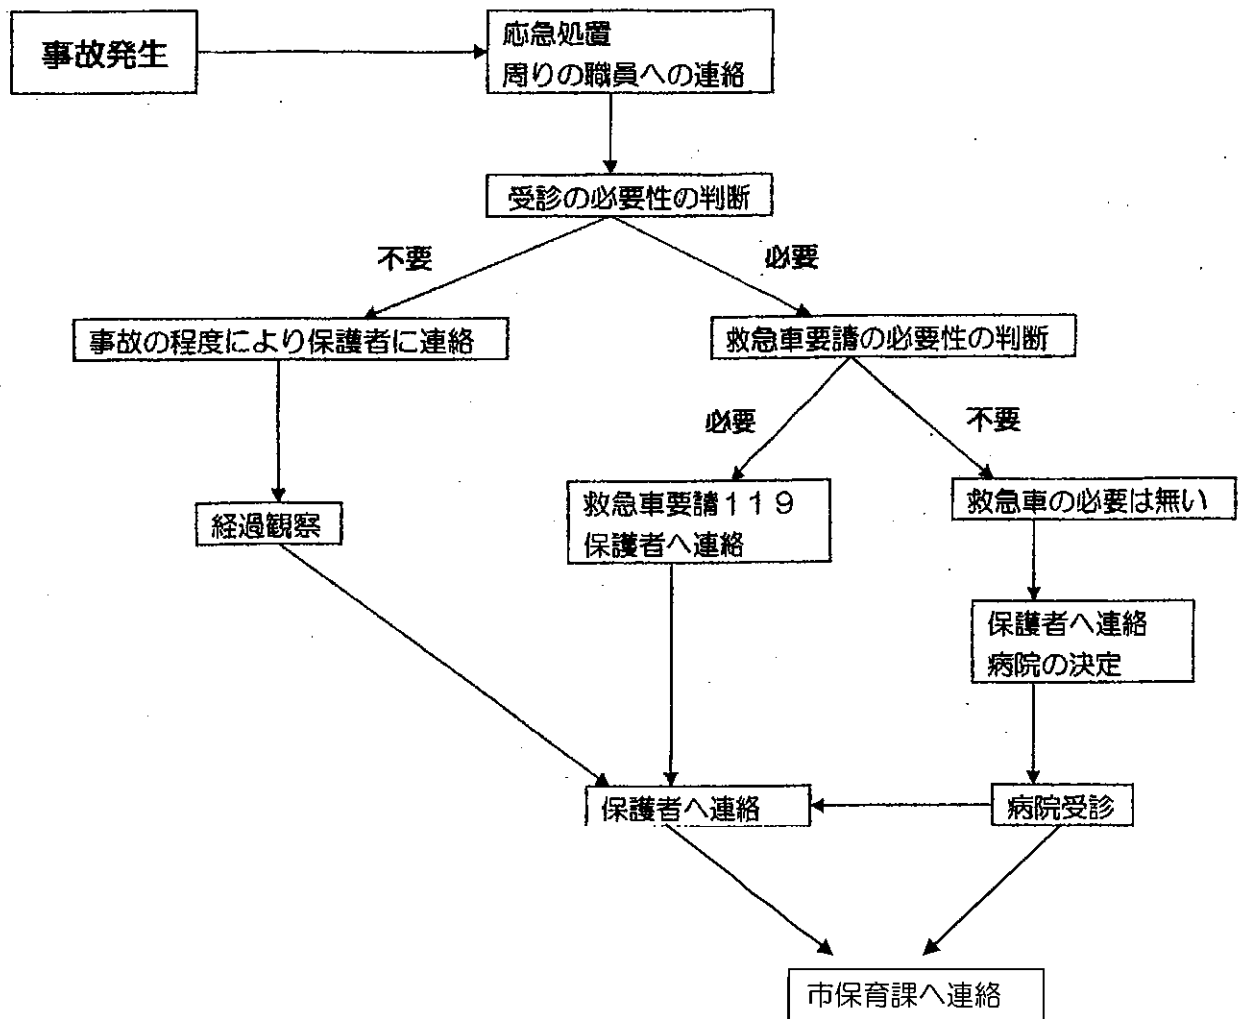 事故発生
応急処置
周りの職員への連絡
受診の必要性の判断
不要
必要
事故の程度により保護者に連絡
救急車要請の必要性の判断
必要
不要
経過観察
救急車要請119
保護者へ連絡
救急車の必要は無い
保護者へ連絡
病院の決定
保護者へ連絡
病院受診
市保育課へ連絡